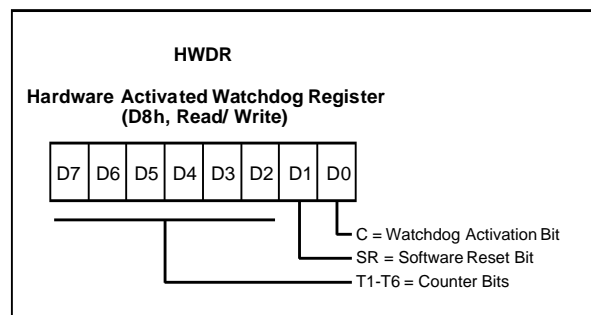 HWDR
Hardware Activated Watchdog Register
(D8h, Read/ Write)
D7 D6 D5 D4 D3 D2 D1 D0
C = Watchdog Activation Bit
SR = Software Reset Bit
T1-T6 = Counter Bits